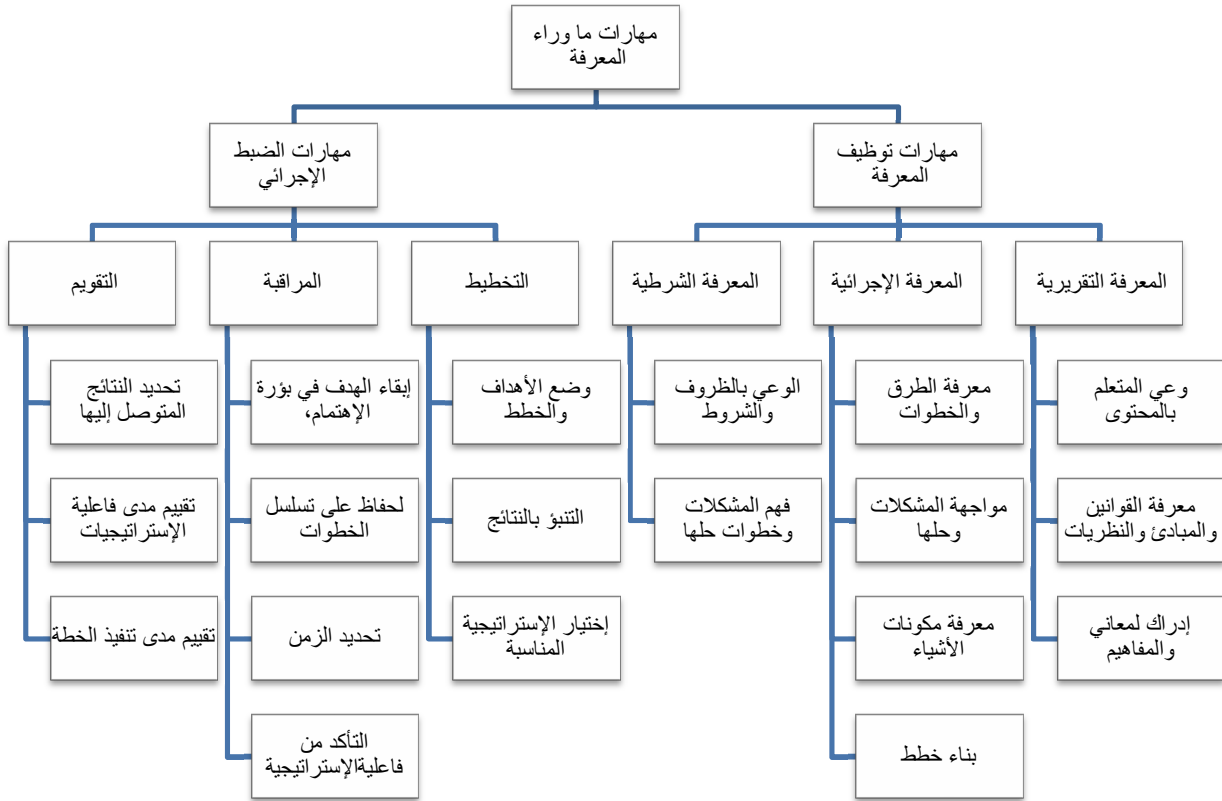 مهارات ما وراء
المعرفة
مهارات توظيف
المعرفة
مهارات الضبط
الإجرائي
المعرفة التقريرية
المعرفة الإجرائية
المعرفة الشرطية
التخطيط
المراقبة
التقويم
وعي المتعلم
بالمحتوى
معرفة القوانين
والمبادئ والنظريات
إدراك لمعاني
والمفاهيم
معرفة الطرق
والخطوات
مواجهة المشكلات
وحلها
معرفة مكونات
الأشياء
بناء خطط
الوعي بالظروف
والشروط
فهم المشكلات
وخطوات حلها
وضع الأهداف
والخطط
التنبؤ بالنتائج
إختيار الإستراتيجية
المناسبة
إبقاء الهدف في بؤرة
الإهتمام،
لحفاظ على تسلسل
الخطوات
تحديد الزمن
التأكد من
فاعليةالإستراتيجية
تحديد النتائج
المتوصل إليها
تقييم مدى فاعلية
الإستراتيجيات
تقييم مدى تنفيذ الخطة